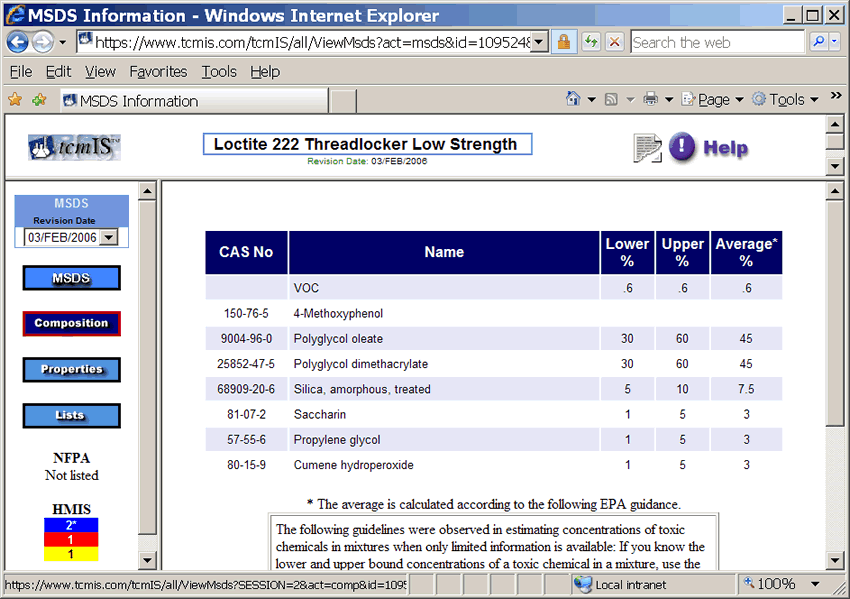 MSDS Information - Windows Internet Explorer
https://www.tcmis.com/tcmIS/all/ViewMsds?act=msds&id=109524
Search the web
File Edit View Favorites Tools Help
MSDS Information
Page Tools »
tcmIS™
Loctite 222 Threadlocker Low Strength
Revision Date: 03/FEB/2006
! Help
MSDS
Revision Date
03/FEB/2006
MSDS
Composition
Properties
Lists
NFPA
Not listed
HMIS
2*
1
1
CAS No Name Lower % Upper % Average* %
VOC .6 .6 .6
150-76-5 4-Methoxyphenol
9004-96-0 Polyglycol oleate 30 60 45
25852-47-5 Polyglycol dimethacrylate 30 60 45
68909-20-6 Silica, amorphous, treated 5 10 7.5
81-07-2 Saccharin 1 5 3
57-55-6 Propylene glycol 1 5 3
80-15-9 Cumene hydroperoxide 1 5 3
* The average is calculated according to the following EPA guidance.
The following guidelines were observed in estimating concentrations of toxic
chemicals in mixtures when only limited information is available: If you know the
lower and upper bound concentrations of a toxic chemical in a mixture, use the
https://www.tcmis.com/tcmIS/all/ViewMsds?SESSION=2&act=comp&id=109
Local intranet
100%